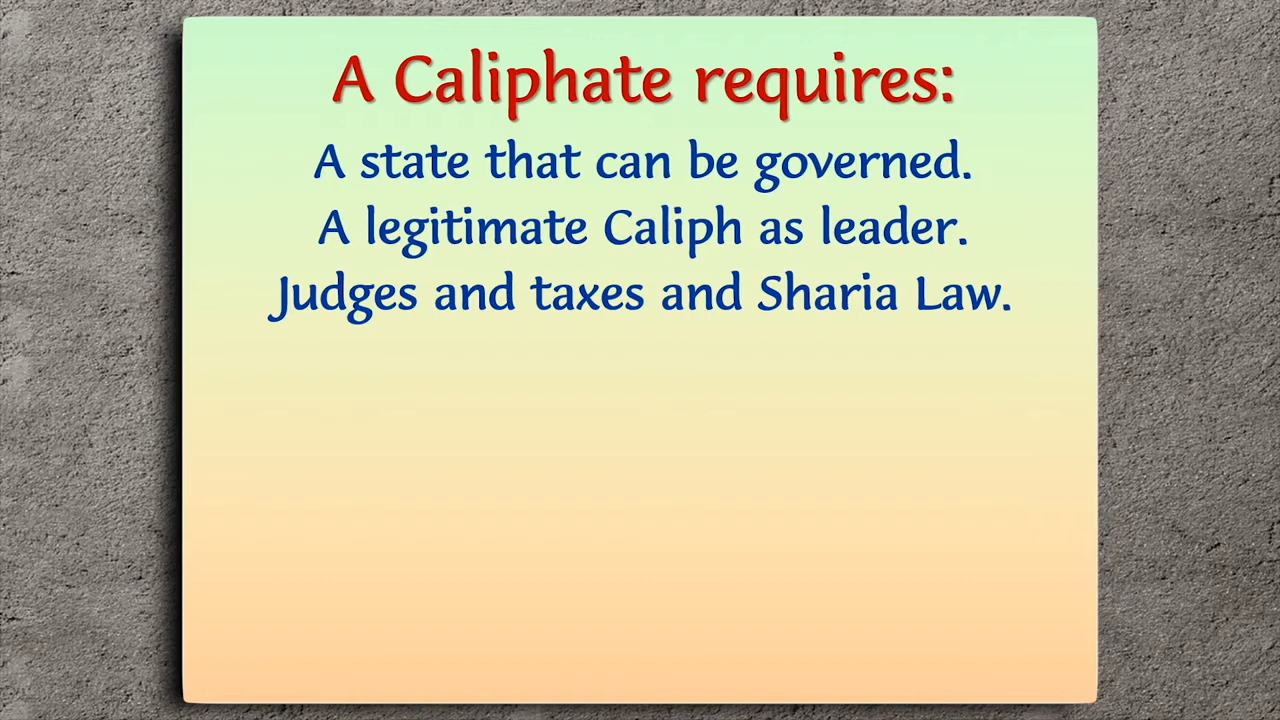 A Caliphate requires:
A state that can be governed.
A legitimate Caliph as leader.
Judges and taxes and Sharia Law.